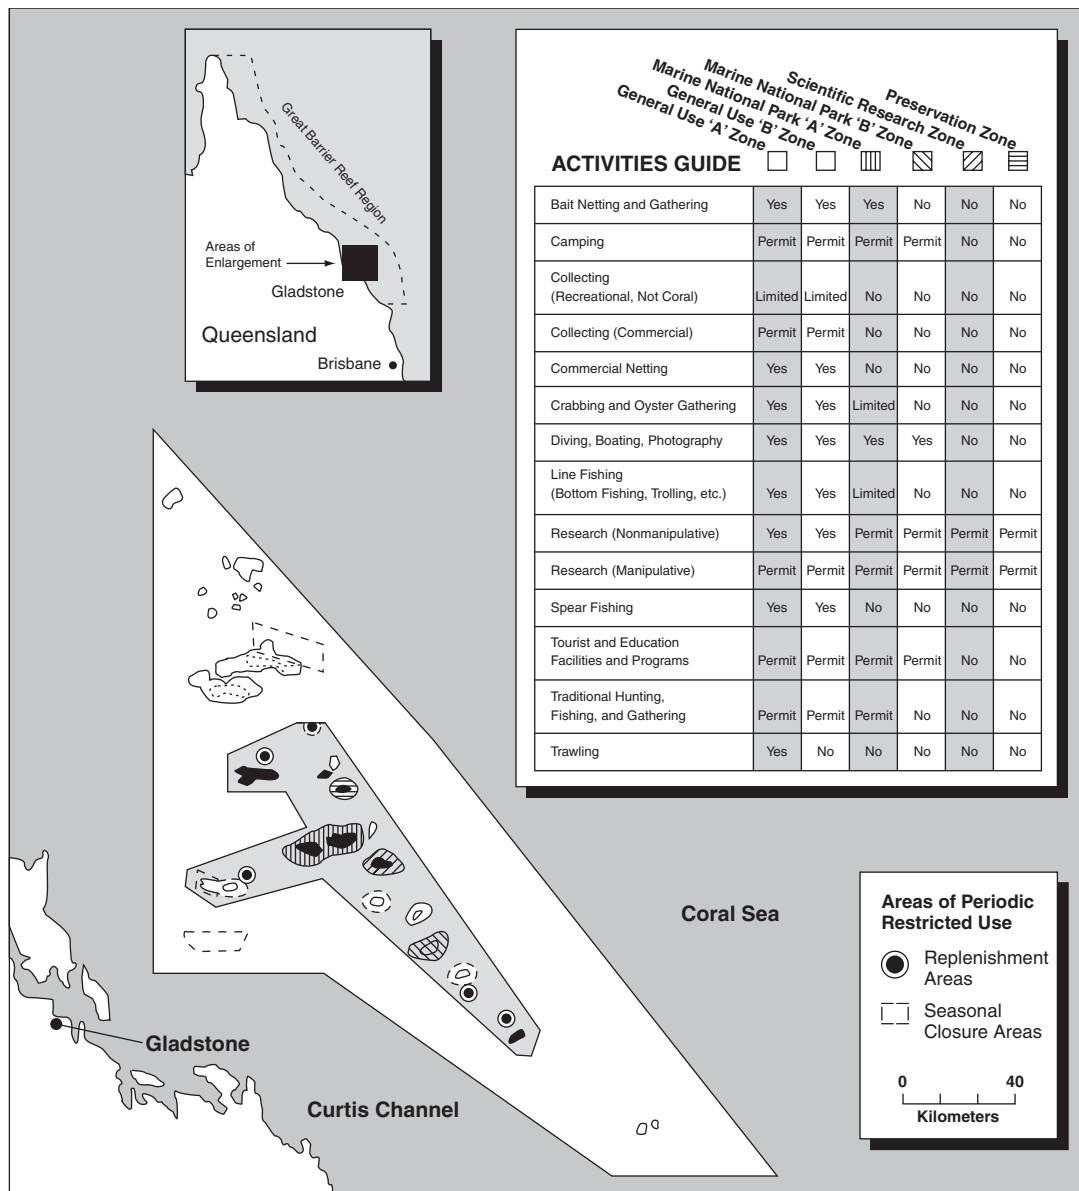 Great Barrier Reef Region
Areas of
Enlargement
Gladstone
Queensland
Brisbane
General Use ‘A’ Zone
General Use ‘B’ Zone
Marine National Park ‘A’ Zone
Marine National Park ‘B’ Zone
Scientific Research Zone
Preservation Zone
ACTIVITIES GUIDE
Bait Netting and Gathering Yes Yes Yes No No No
Camping Permit Permit Permit Permit No No
Collecting
(Recreational, Not Coral) Limited Limited No No No No
Collecting (Commercial) Permit Permit No No No No
Commercial Netting Yes Yes No No No No
Crabbing and Oyster Gathering Yes Yes Limited No No No
Diving, Boating, Photography Yes Yes Yes Yes No No
Line Fishing
(Bottom Fishing, Trolling, etc.) Yes Yes Limited No No No
Research (Nonmanipulative) Yes Yes Permit Permit Permit Permit
Research (Manipulative) Permit Permit Permit Permit Permit Permit
Spear Fishing Yes Yes No No No No
Tourist and Education
Facilities and Programs Permit Permit Permit Permit No No
Traditional Hunting,
Fishing, and Gathering Permit Permit Permit No No No
Trawling Yes No No No No No
Coral Sea
Gladstone
Curtis Channel
Areas of Periodic
Restricted Use
Replenishment
Areas
Seasonal
Closure Areas
0 40
Kilometers